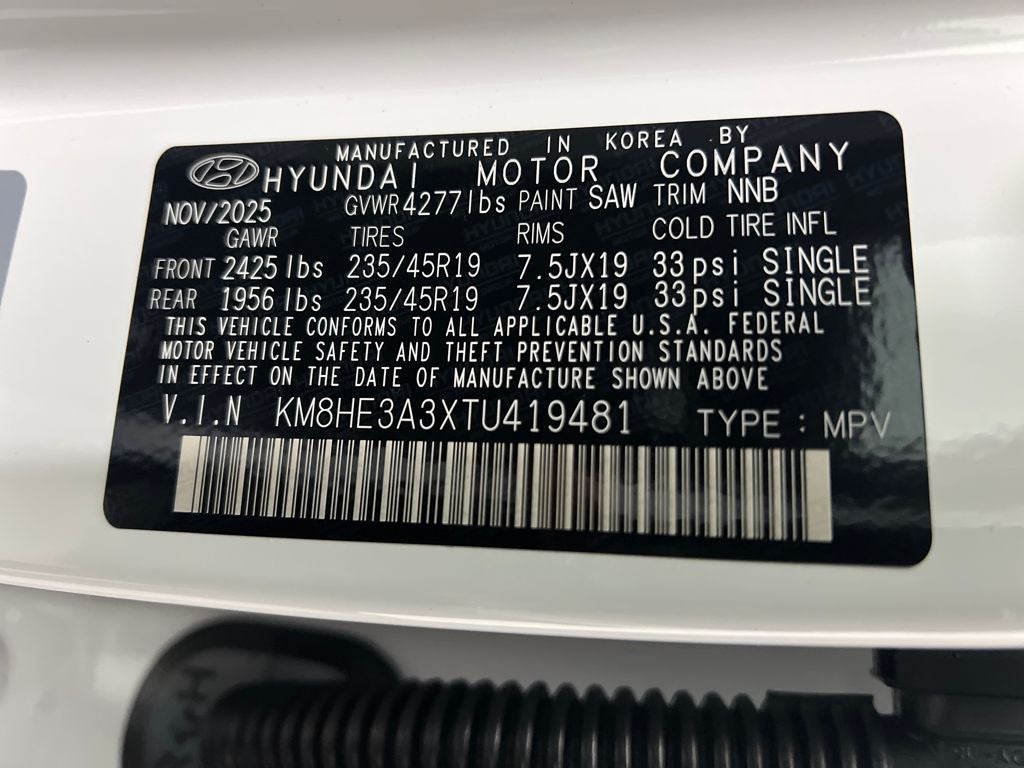 MANUFACTURED IN KOREA BY
HYUNDAI MOTOR COMPANY
NOV/2025 GVWR 4277lbs PAINT SAW TRIM NNB
GAWR TIRES RIMS COLD TIRE INFL
FRONT 2425lbs 235/45R19 7.5JX19 33psi SINGLE
REAR 1956lbs 235/45R19 7.5JX19 33psi SINGLE
THIS VEHICLE CONFORMS TO ALL APPLICABLE U.S.A. FEDERAL
MOTOR VEHICLE SAFETY AND THEFT PREVENTION STANDARDS
IN EFFECT ON THE DATE OF MANUFACTURE SHOWN ABOVE
V.I.N KM8HE3A3XTU419481 TYPE : MPV